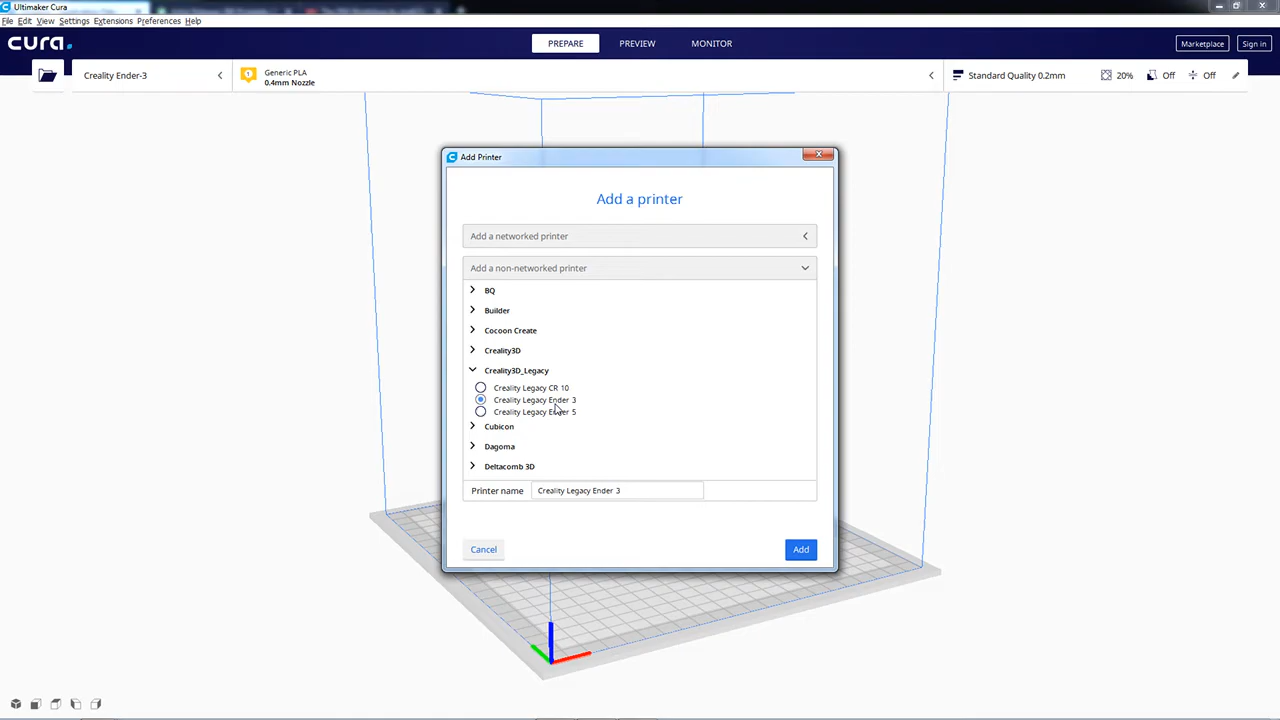 Ultimaker Cura
File Edit View Settings Extensions Preferences Help
cura.
PREPARE
PREVIEW
MONITOR
Marketplace
Sign in
Creality Ender-3
1
Generic PLA
0.4mm Nozzle
Standard Quality 0.2mm
20%
Off
Off
Add Printer
Add a printer
Add a networked printer
Add a non-networked printer
BQ
Builder
Cocoon Create
Creality3D
Creality3D_Legacy
Creality Legacy CR 10
Creality Legacy Ender 3
Creality Legacy Ender 5
Cubicon
Dagoma
Deltacomb 3D
Printer name Creality Legacy Ender 3
Cancel
Add